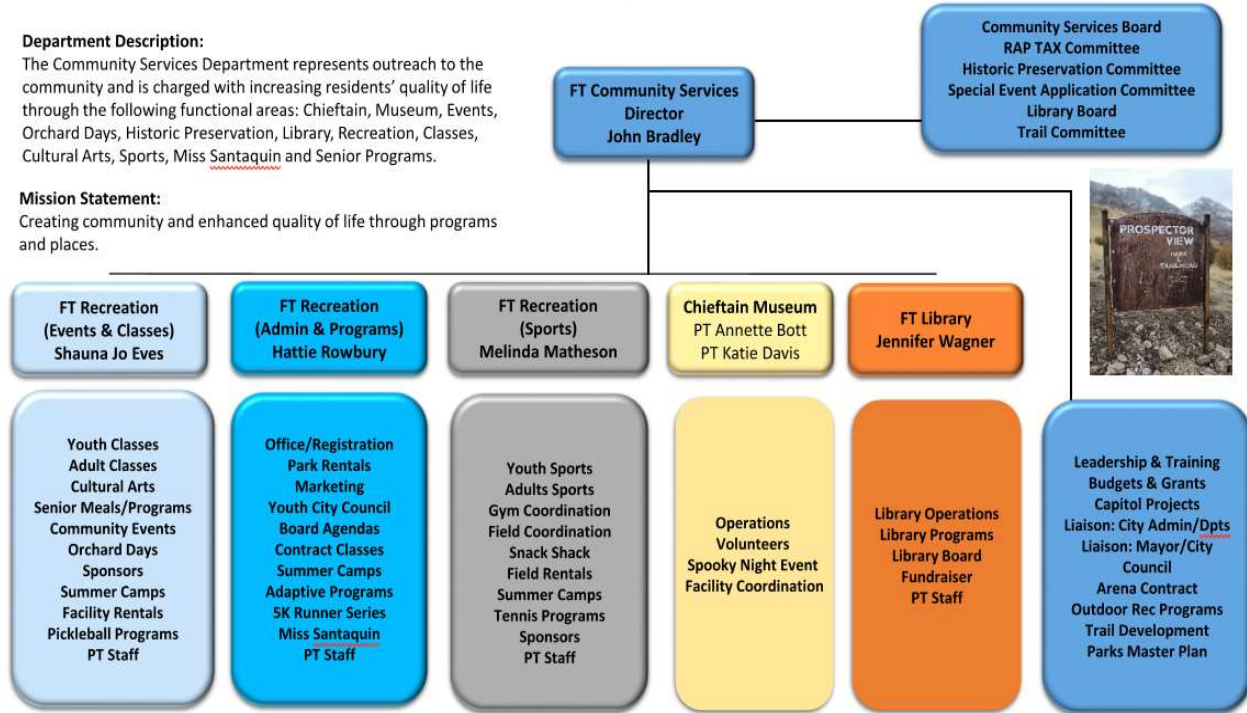 Department Description:
The Community Services Department represents outreach to the
community and is charged with increasing residents’ quality of life
through the following functional areas: Chieftain, Museum, Events,
Orchard Days, Historic Preservation, Library, Recreation, Classes,
Cultural Arts, Sports, Miss Santaquin and Senior Programs.
Mission Statement:
Creating community and enhanced quality of life through programs
and places.
FT Community Services
Director
John Bradley
Community Services Board
RAP TAX Committee
Historic Preservation Committee
Special Event Application Committee
Library Board
Trail Committee
PROSPECTOR
VIEW
PARK
&
TRAILHEAD
FT Recreation
(Events & Classes)
Shauna Jo Eves
FT Recreation
(Admin & Programs)
Hattie Rowbury
FT Recreation
(Sports)
Melinda Matheson
Chieftain Museum
PT Annette Bott
PT Katie Davis
FT Library
Jennifer Wagner
Youth Classes
Adult Classes
Cultural Arts
Senior Meals/Programs
Community Events
Orchard Days
Sponsors
Summer Camps
Facility Rentals
Pickleball Programs
PT Staff
Office/Registration
Park Rentals
Marketing
Youth City Council
Board Agendas
Contract Classes
Summer Camps
Adaptive Programs
5K Runner Series
Miss Santaquin
PT Staff
Youth Sports
Adults Sports
Gym Coordination
Field Coordination
Snack Shack
Field Rentals
Summer Camps
Tennis Programs
Sponsors
PT Staff
Operations
Volunteers
Spooky Night Event
Facility Coordination
Library Operations
Library Programs
Library Board
Fundraiser
PT Staff
Leadership & Training
Budgets & Grants
Capitol Projects
Liaison: City Admin/Dpts
Liaison: Mayor/City
Council
Arena Contract
Outdoor Rec Programs
Trail Development
Parks Master Plan